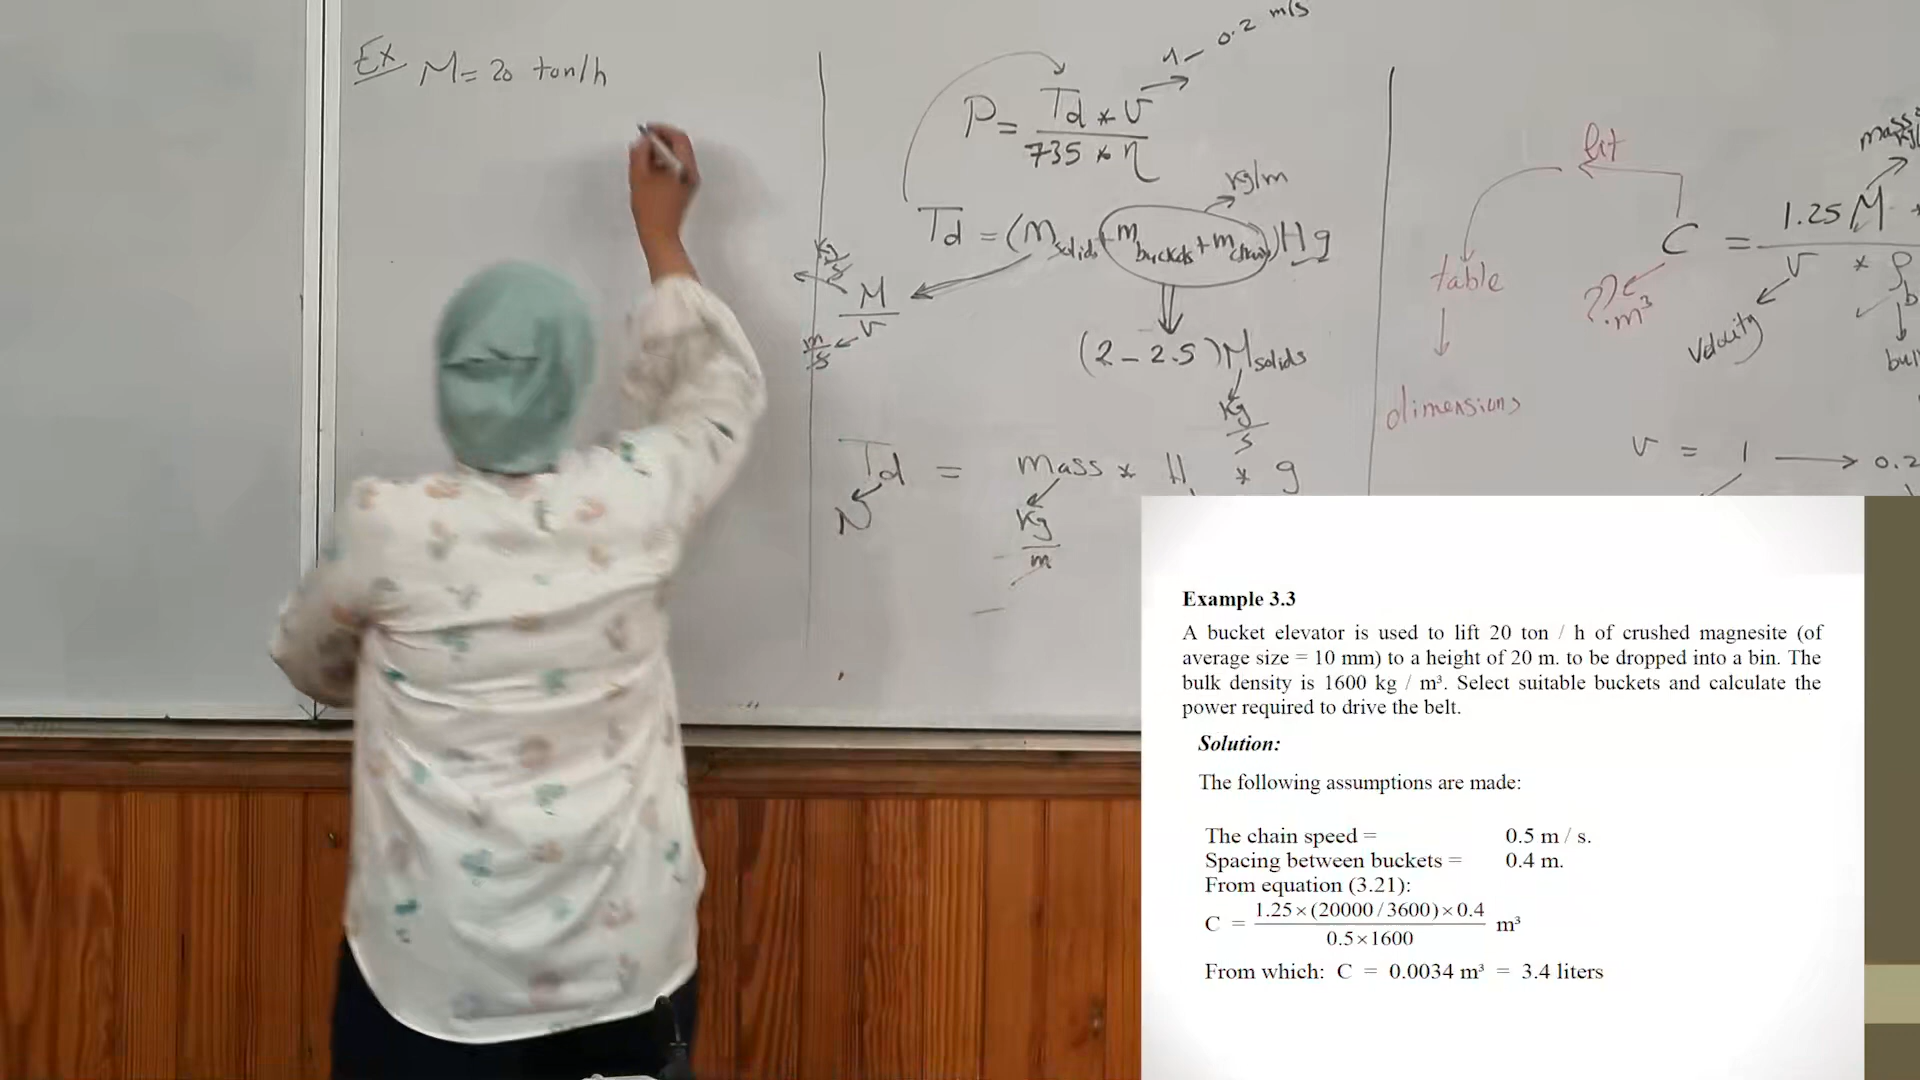 Ex M = 20 ton/h
P = Td * v / 735 * η
1 - 0.2 m/s
Td = (m solids + m buckets + m chain) H g
kg/m
kg/s
M / v
m/s
(2 - 2.5) M solids
kg/s
Td = mass * H * g
N
kg/m
lit
table
dimensions
C = 1.25 M * / v * ρb
?? m³
mass
velocity
v = 1 → 0.2
Example 3.3
A bucket elevator is used to lift 20 ton / h of crushed magnesite (of
average size = 10 mm) to a height of 20 m. to be dropped into a bin. The
bulk density is 1600 kg / m³. Select suitable buckets and calculate the
power required to drive the belt.
Solution:
The following assumptions are made:
The chain speed = 0.5 m / s.
Spacing between buckets = 0.4 m.
From equation (3.21):
C = 1.25×(20000/3600)×0.4 / 0.5×1600 m³
From which: C = 0.0034 m³ = 3.4 liters